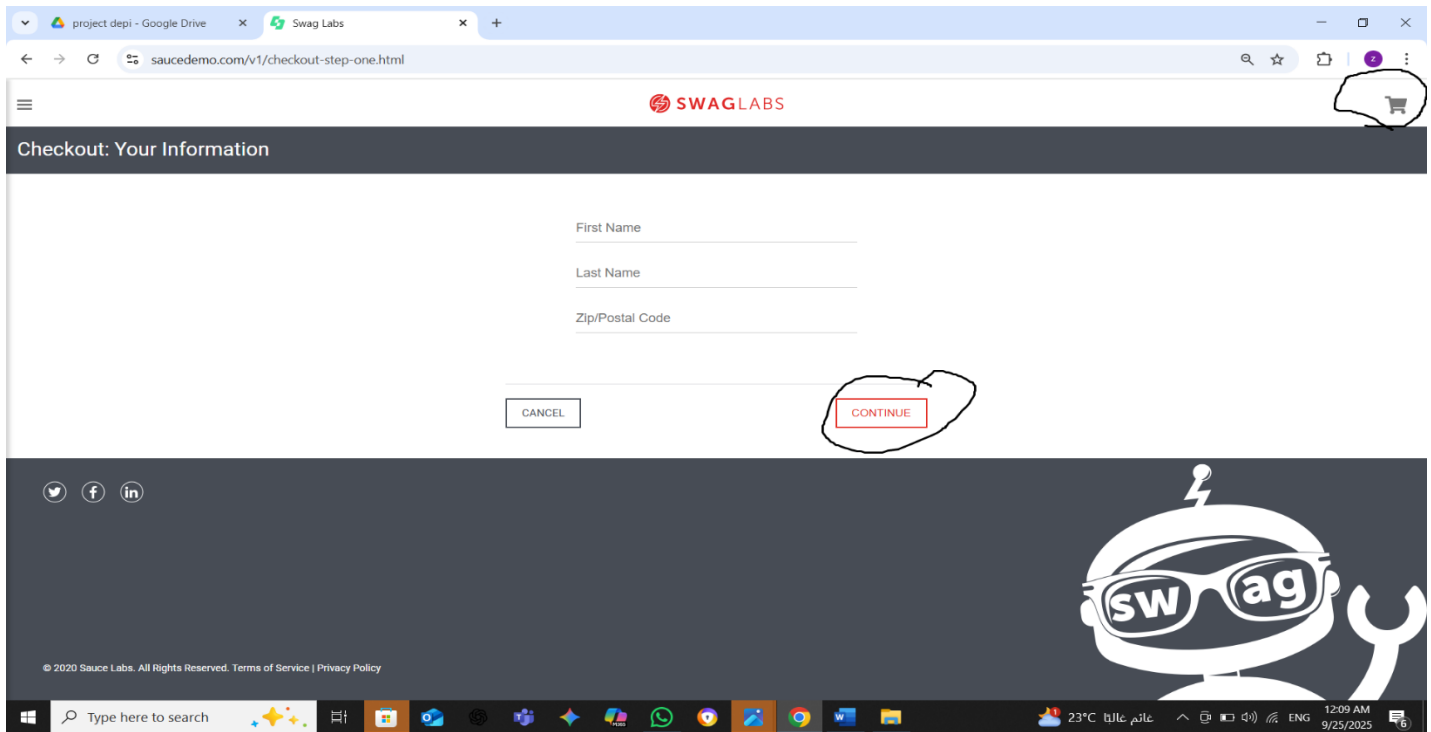 project depi - Google Drive
Swag Labs
saucedemo.com/v1/checkout-step-one.html
z
SWAGLABS
Checkout: Your Information
First Name
Last Name
Zip/Postal Code
CANCEL
CONTINUE
sw ag
© 2020 Sauce Labs. All Rights Reserved. Terms of Service | Privacy Policy
Type here to search
23°C غائم غالبًا
ENG
12:09 AM
9/25/2025
6